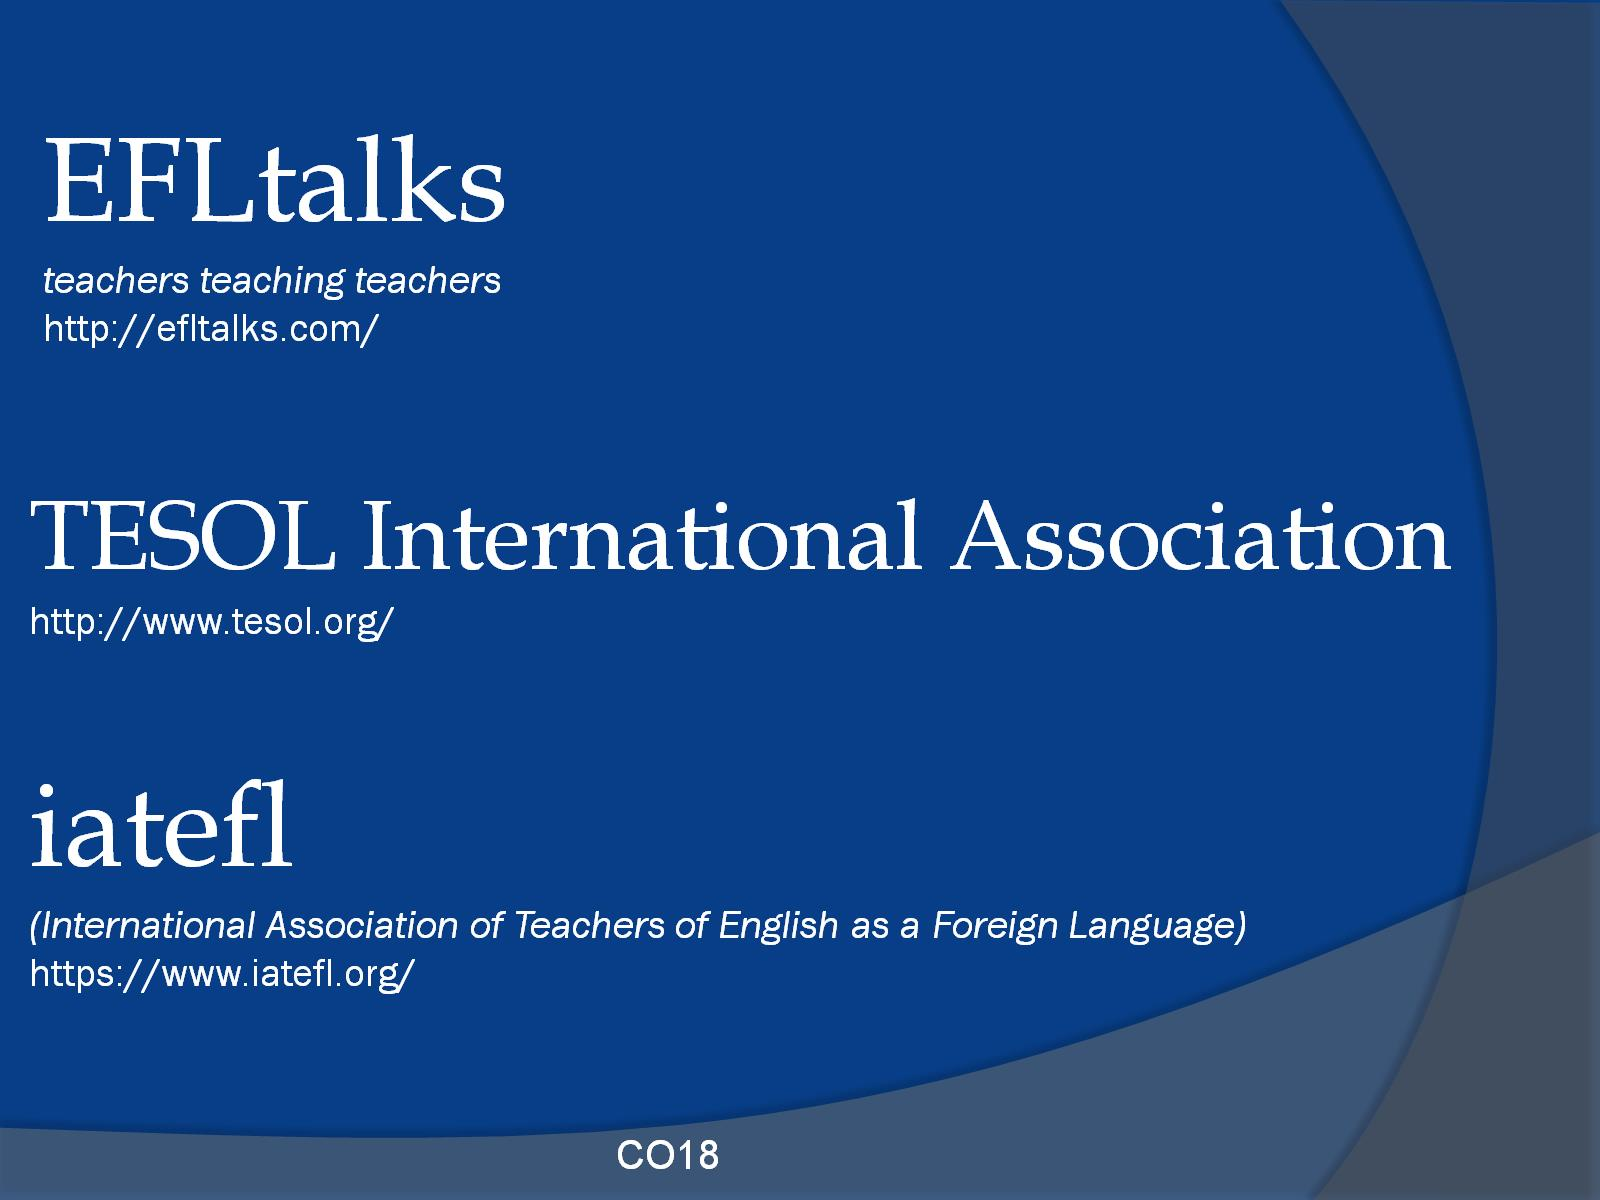 EFLtalks
teachers teaching teachers
http://efltalks.com/
TESOL International Association
http://www.tesol.org/
iatefl
(International Association of Teachers of English as a Foreign Language)
https://www.iatefl.org/
CO18